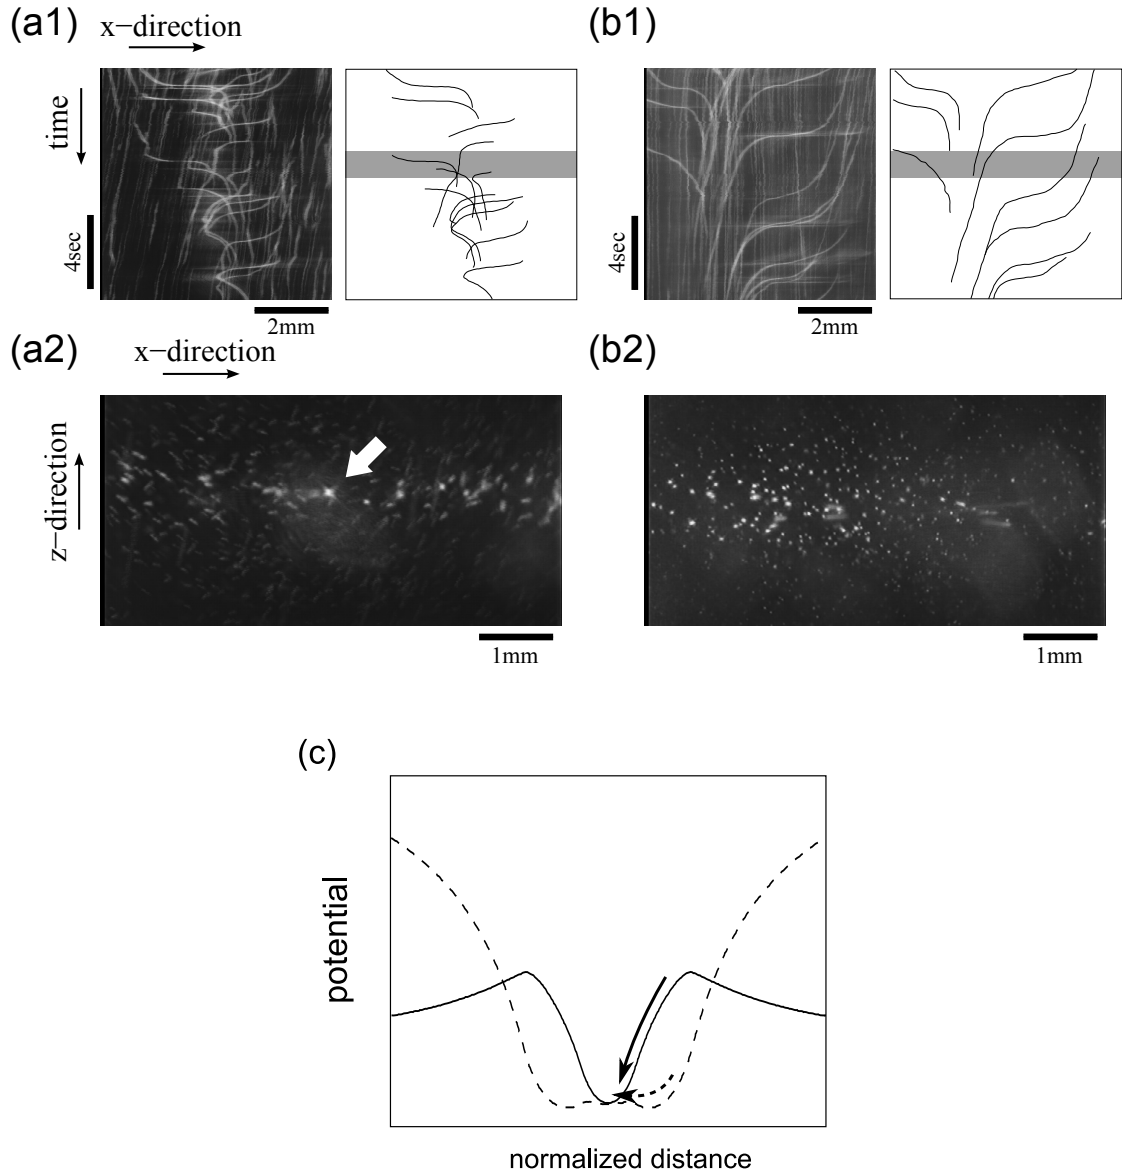 (a1)
x−direction
(b1)
time
4sec
4sec
2mm
2mm
(a2)
x−direction
(b2)
z−direction
1mm
1mm
(c)
potential
normalized distance